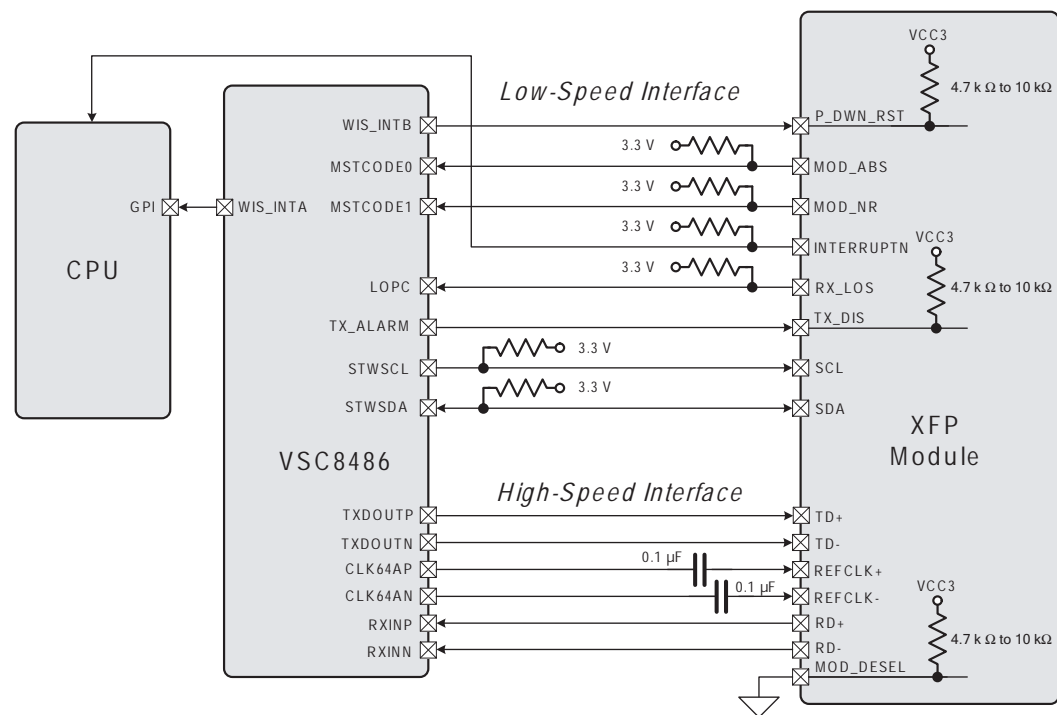 VCC3
4.7 k Ω to 10 kΩ
Low-Speed Interface
WIS_INTB
P_DWN_RST
3.3 V
MSTCODE0
MOD_ABS
3.3 V
GPI
WIS_INTA
MSTCODE1
MOD_NR
3.3 V
INTERRUPTN
VCC3
CPU
3.3 V
LOPC
RX_LOS
4.7 k Ω to 10 kΩ
TX_ALARM
TX_DIS
3.3 V
STWSCL
SCL
3.3 V
STWSDA
SDA
XFP
Module
VSC8486
High-Speed Interface
TXDOUTP
TD+
TXDOUTN
TD-
0.1 µF
CLK64AP
REFCLK+
0.1 µF
VCC3
CLK64AN
REFCLK-
RXINP
RD+
4.7 k Ω to 10 kΩ
RXINN
RD-
MOD_DESEL